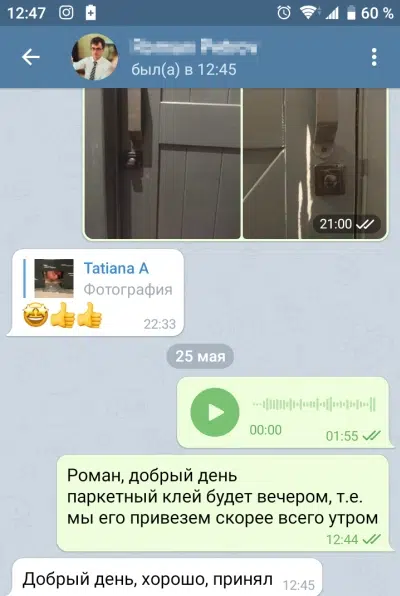 12:47
60 %
был(а) в 12:45
21:00
Tatiana A
Фотография
22:33
25 мая
00:00
01:55
Роман, добрый день
паркетный клей будет вечером, т.е.
мы его привезем скорее всего утром
12:44
Добрый день, хорошо, принял
12:45